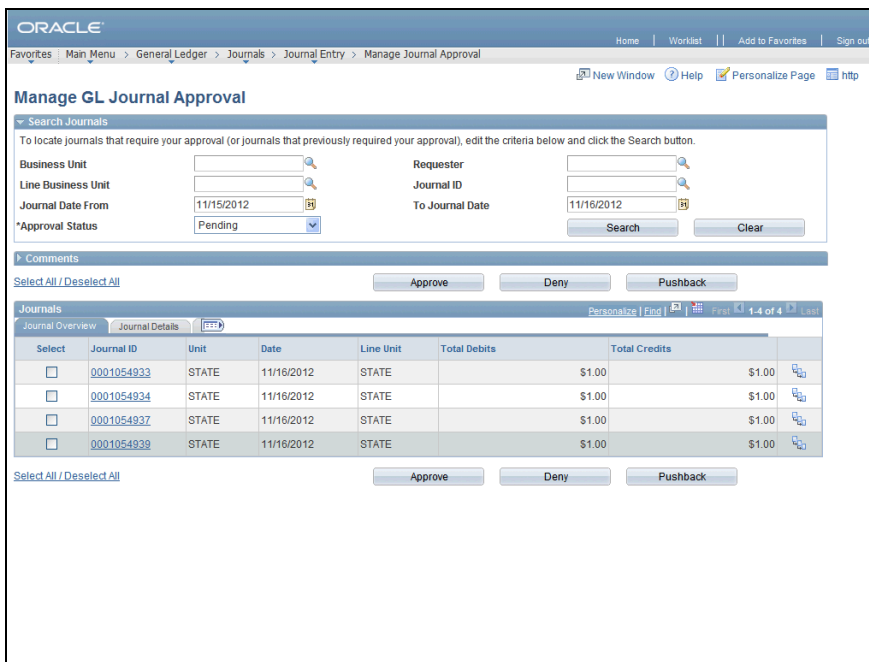 ORACLE
Home | Worklist || Add to Favorites | Sign out
Favorites Main Menu > General Ledger > Journals > Journal Entry > Manage Journal Approval
New Window Help Personalize Page http
Manage GL Journal Approval
Search Journals
To locate journals that require your approval (or journals that previously required your approval), edit the criteria below and click the Search button.
Business Unit Requester
Line Business Unit Journal ID
Journal Date From 11/15/2012 To Journal Date 11/16/2012
*Approval Status Pending Search Clear
Comments
Select All / Deselect All Approve Deny Pushback
Journals Personalize | Find | First 1-4 of 4 Last
Journal Overview Journal Details
Select Journal ID Unit Date Line Unit Total Debits Total Credits
0001054933 STATE 11/16/2012 STATE $1.00 $1.00
0001054934 STATE 11/16/2012 STATE $1.00 $1.00
0001054937 STATE 11/16/2012 STATE $1.00 $1.00
0001054939 STATE 11/16/2012 STATE $1.00 $1.00
Select All / Deselect All Approve Deny Pushback